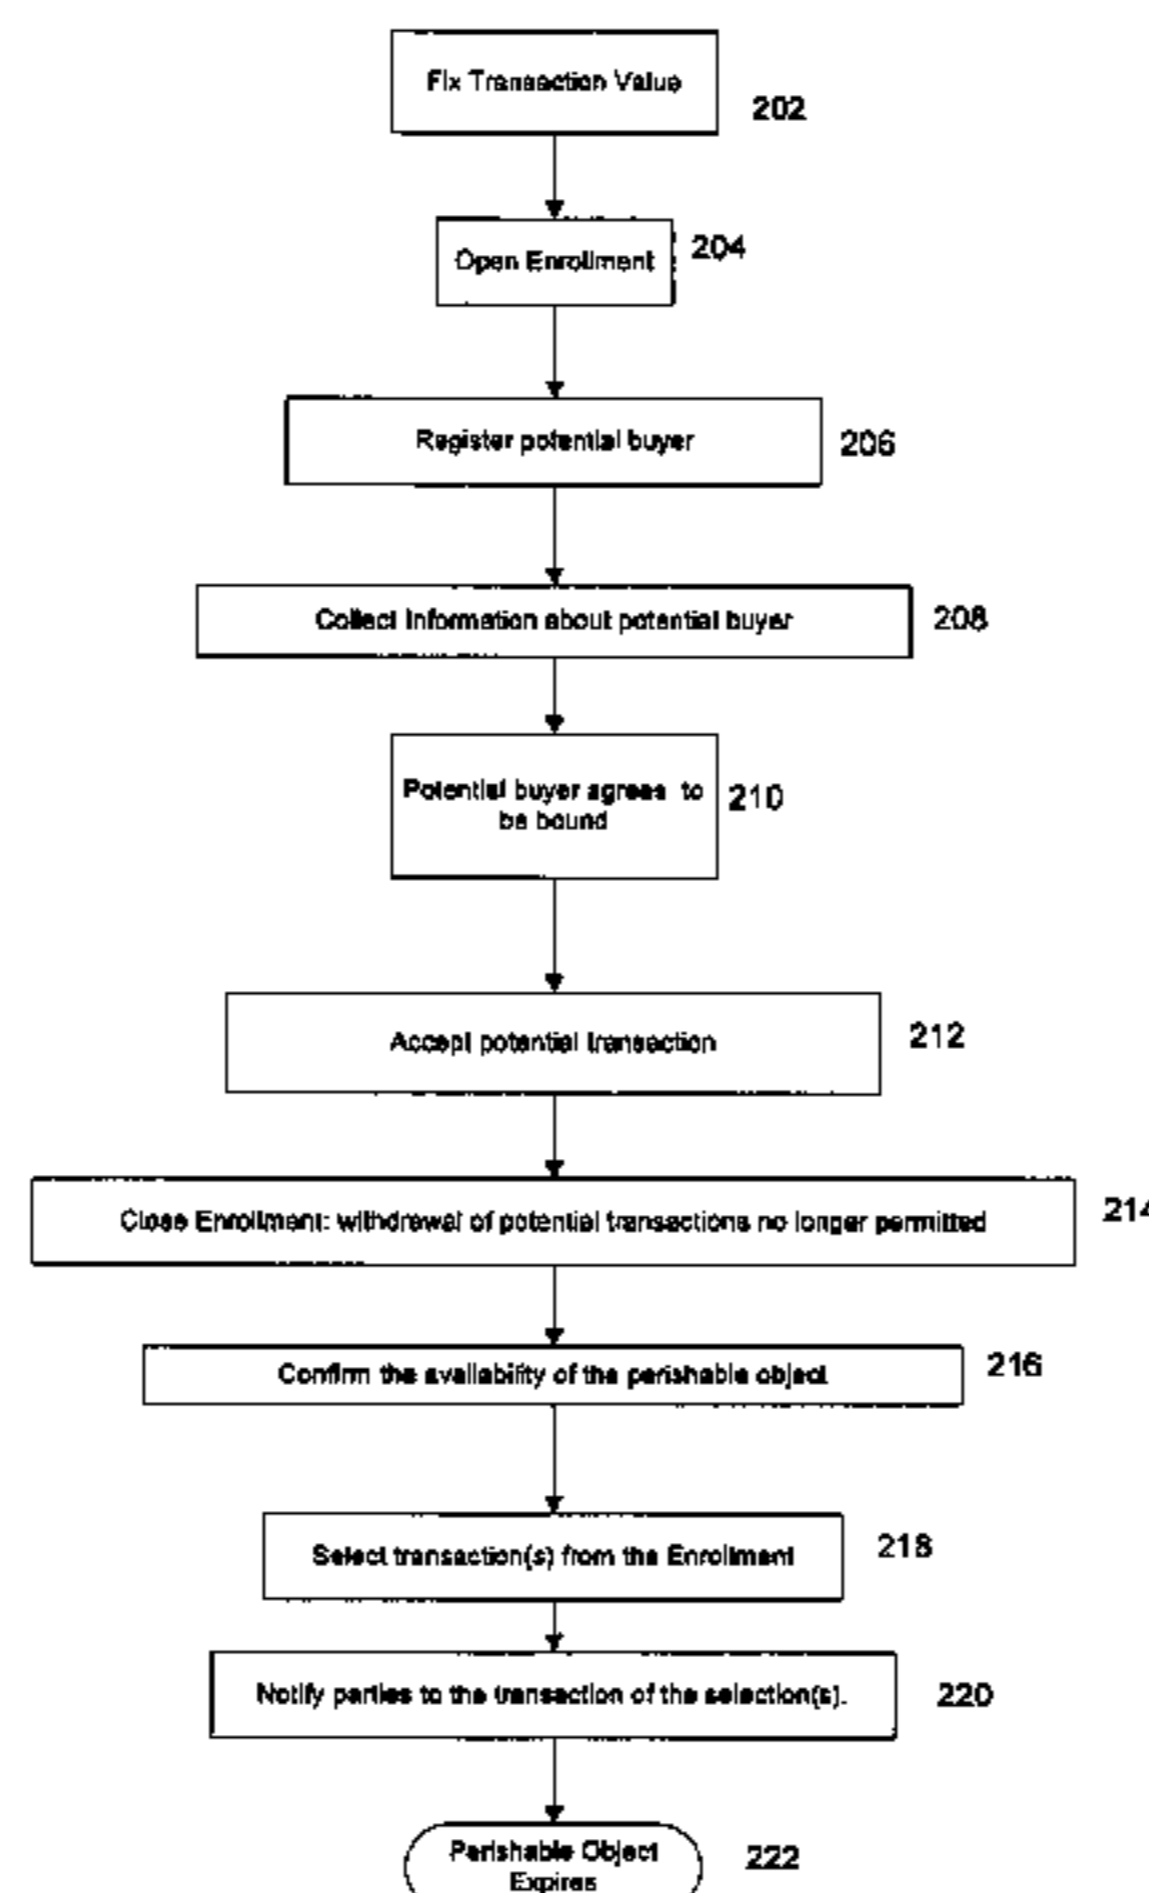 Fix Transaction Value
202
Open Enrollment
204
Register potential buyer
206
Collect Information about potential buyer
208
Potential buyer agrees to
be bound
210
Accept potential transaction
212
Close Enrollment: withdrawal of potential transactions no longer permitted
214
Confirm the availability of the perishable object
216
Select transaction(s) from the Enrollment
218
Notify parties to the transaction of the selection(s).
220
Perishable Object
Expires
222